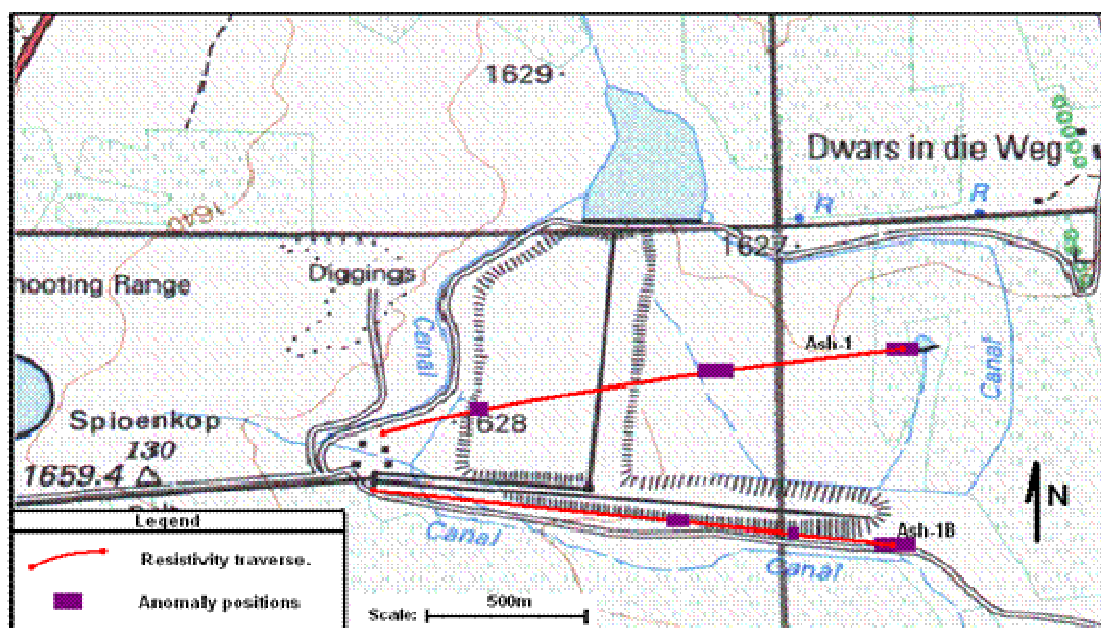 1629
Dwars in die Weg
R
R
1640
1627
Diggings
hooting Range
Canal
Ash-1
Canal
Spioenkop
130
1659.4
628
N
Legend
Resistivity traverse.
Anomaly positions
Canal
Ash-1B
Canal
Scale:
500m